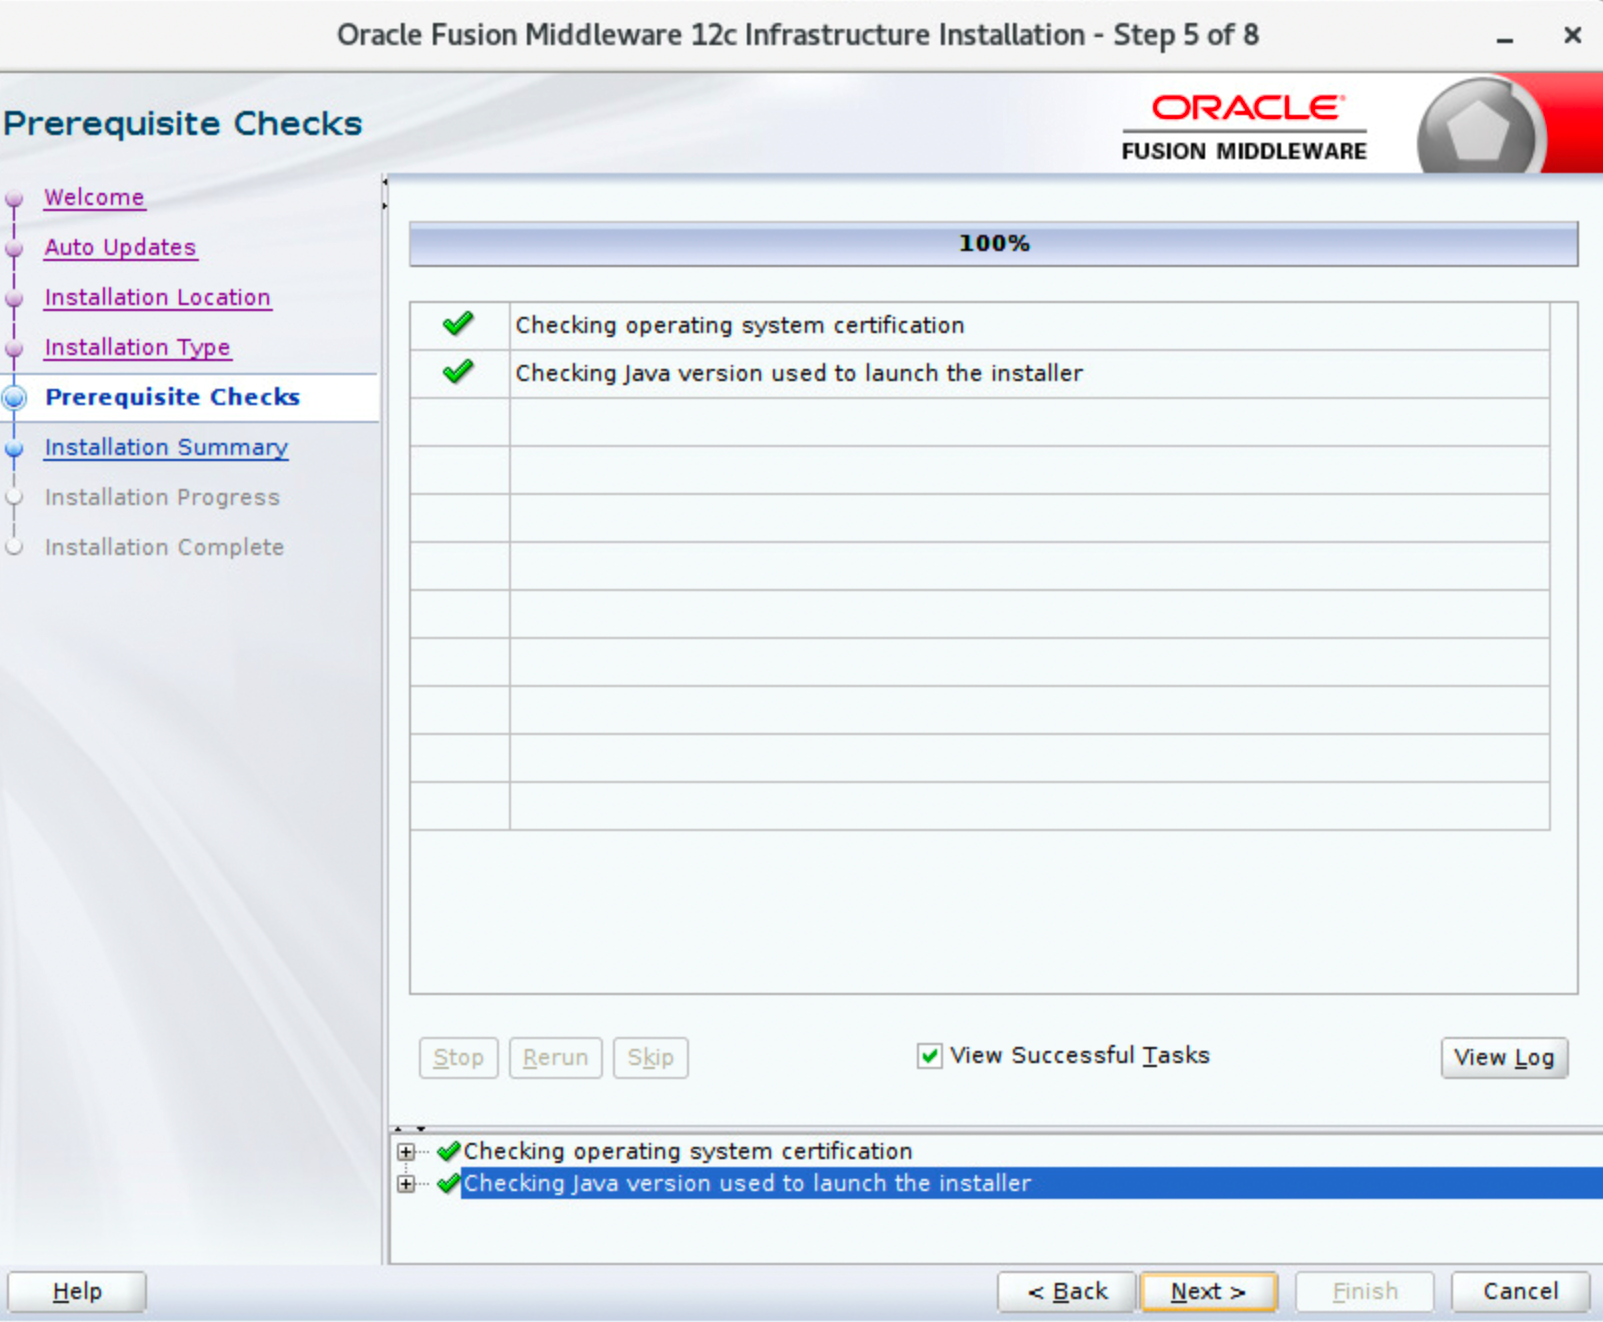 Oracle Fusion Middleware 12c Infrastructure Installation - Step 5 of 8
Prerequisite Checks
ORACLE®
FUSION MIDDLEWARE
Welcome
Auto Updates
Installation Location
Installation Type
Prerequisite Checks
Installation Summary
Installation Progress
Installation Complete
100%
Checking operating system certification
Checking Java version used to launch the installer
Stop
Rerun
Skip
View Successful Tasks
View Log
Checking operating system certification
Checking Java version used to launch the installer
Help
< Back
Next >
Finish
Cancel